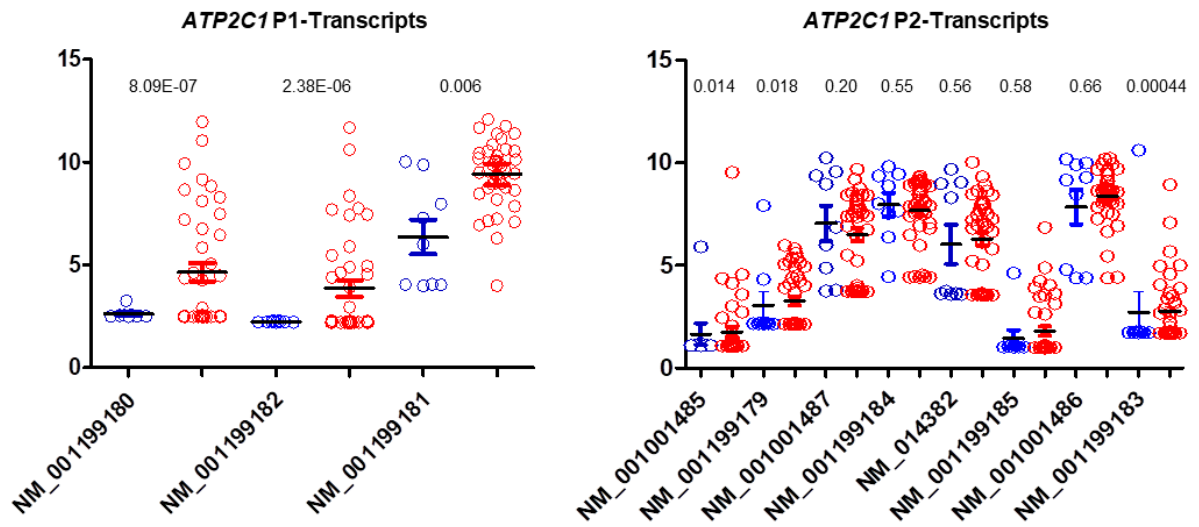 ATP2C1 P1-Transcripts
15
10
5
0
8.09E-07
2.38E-06
0.006
NM_001199180
NM_001199182
NM_001199181
ATP2C1 P2-Transcripts
15
10
5
0
0.014
0.018
0.20
0.55
0.56
0.58
0.66
0.00044
NM_001001485
NM_001199179
NM_001001487
NM_001199184
NM_014382
NM_001199185
NM_001001486
NM_001199183